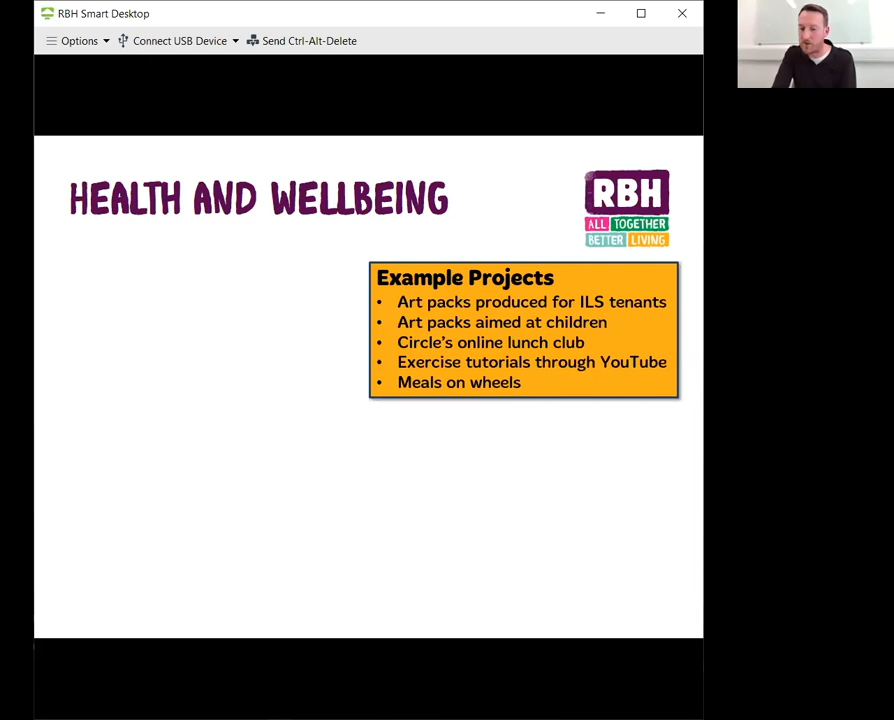 RBH Smart Desktop
Options Connect USB Device Send Ctrl-Alt-Delete
HEALTH AND WELLBEING
RBH
ALL TOGETHER
BETTER LIVING
Example Projects
• Art packs produced for ILS tenants
• Art packs aimed at children
• Circle's online lunch club
• Exercise tutorials through YouTube
• Meals on wheels